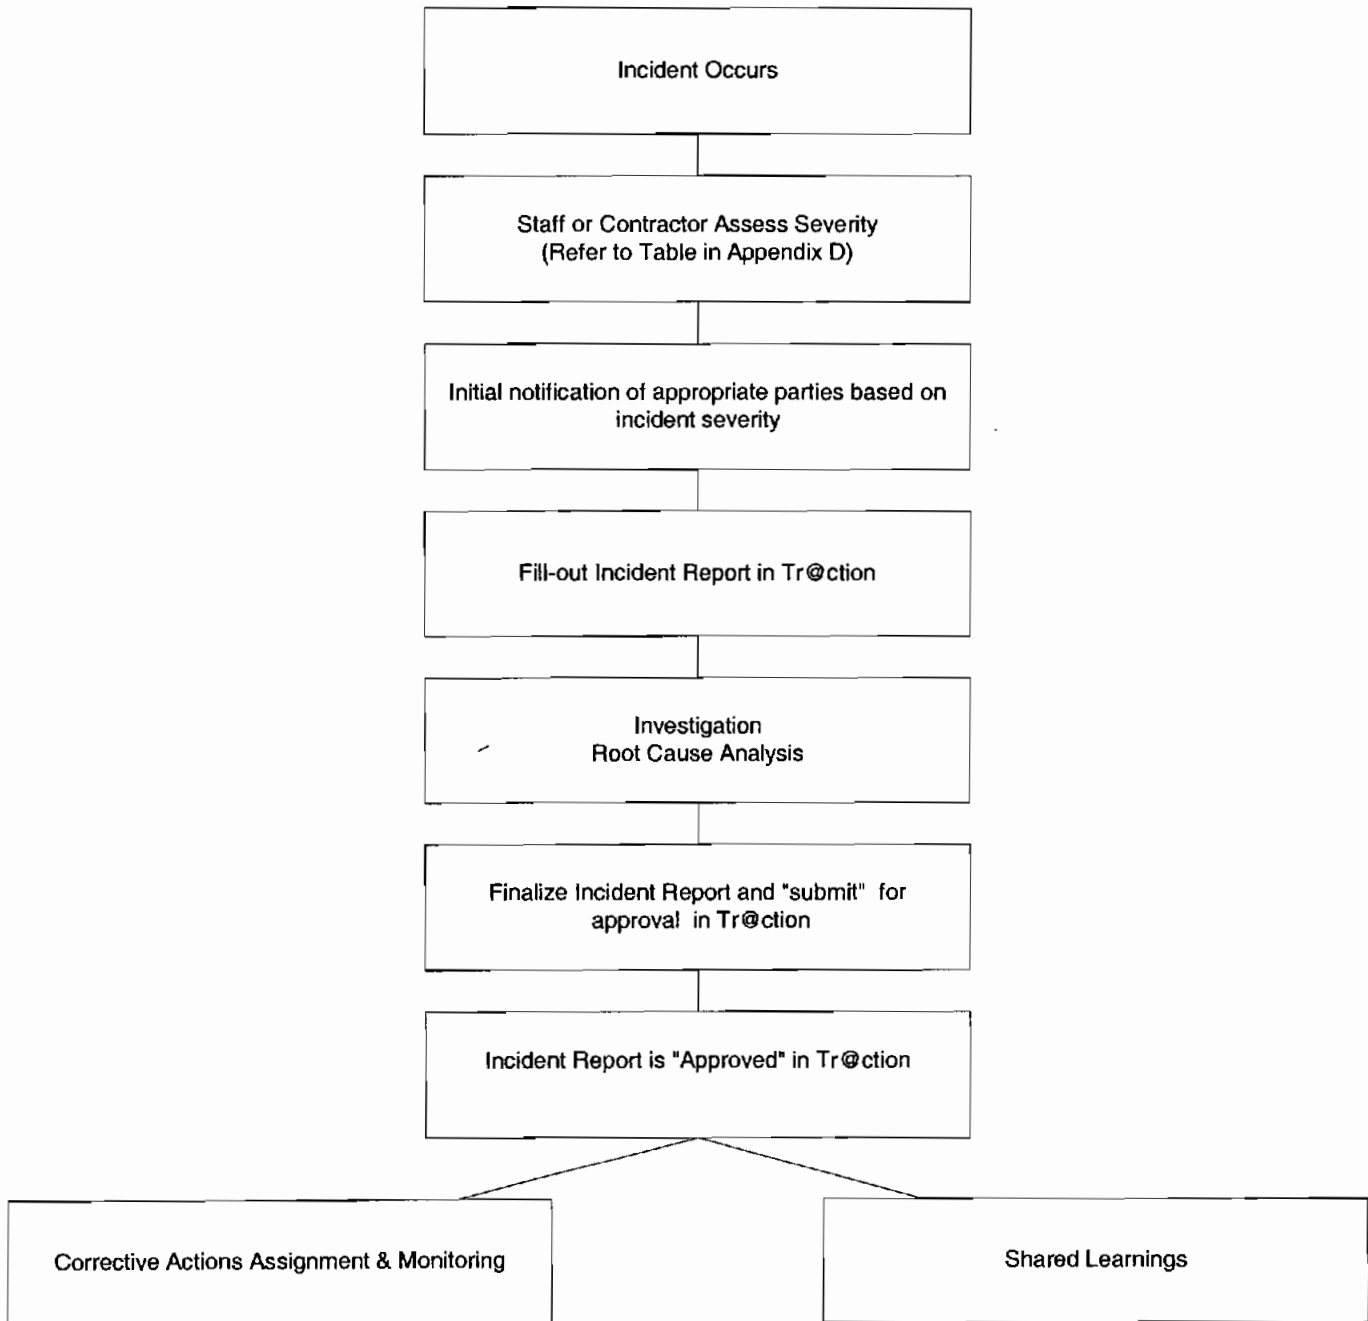 Incident Occurs
Staff or Contractor Assess Severity
(Refer to Table in Appendix D)
Initial notification of appropriate parties based on
incident severity
Fill-out Incident Report in Tr@ction
Investigation
Root Cause Analysis
Finalize Incident Report and "submit" for
approval in Tr@ction
Incident Report is "Approved" in Tr@ction
Corrective Actions Assignment & Monitoring
Shared Learnings